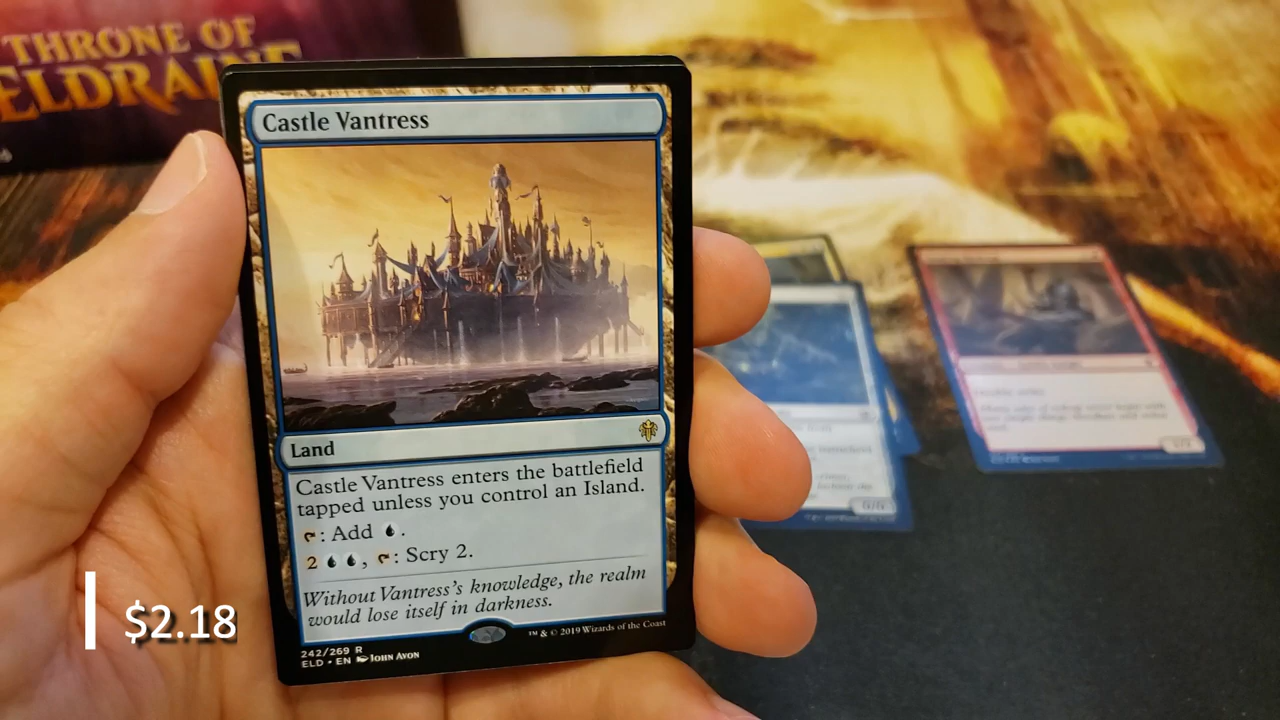 THRONE OF
ELDRAINE
Castle Vantress
Land
Castle Vantress enters the battlefield
tapped unless you control an Island.
: Add .
2 , : Scry 2.
Without Vantress's knowledge, the realm
would lose itself in darkness.
242/269 R
ELD • EN JOHN AVON
™ & © 2019 Wizards of the Coast
$2.18